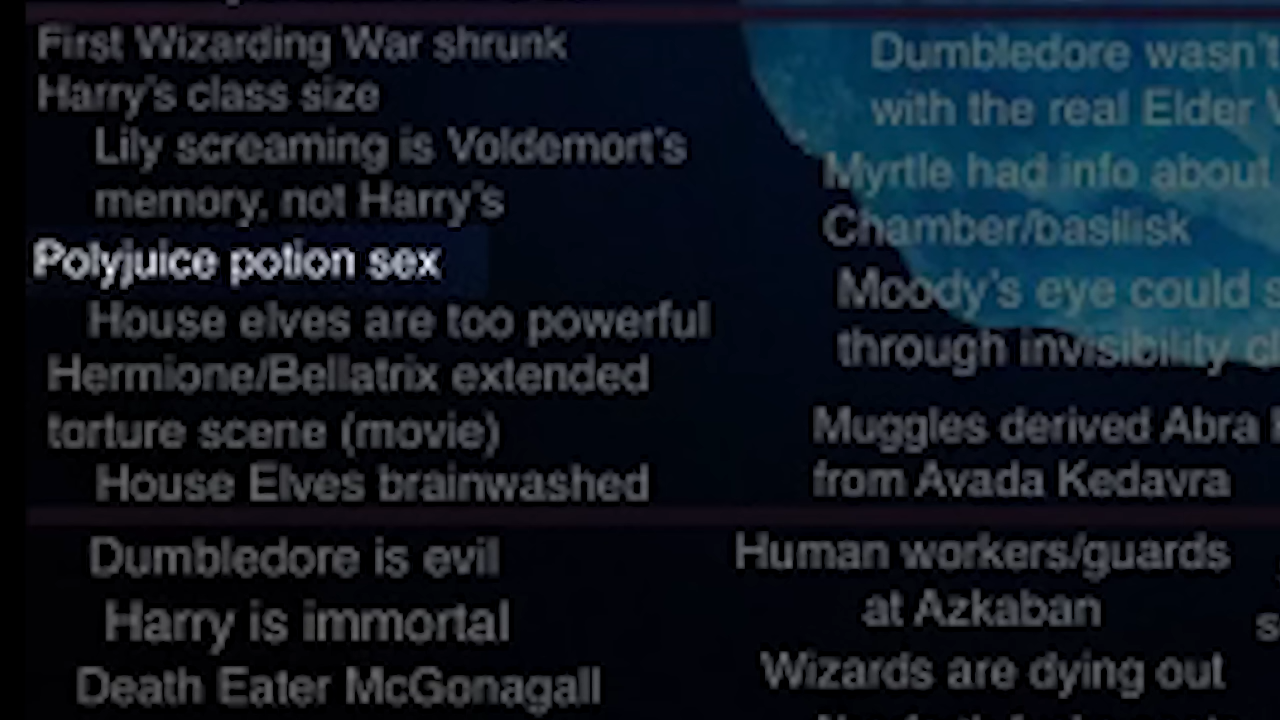 First Wizarding War shrunk
Harry's class size
Lily screaming is Voldemort's
memory, not Harry's
Polyjuice potion sex
House elves are too powerful
Hermione/Bellatrix extended
torture scene (movie)
House Elves brainwashed
Dumbledore is evil
Harry is immortal
Death Eater McGonagall
Dumbledore wasn't
with the real Elder
Myrtle had info about
Chamber/basilisk
Moody's eye could
through invisibility
Muggles derived Abra
from Avada Kedavra
Human workers/guards
at Azkaban
Wizards are dying out